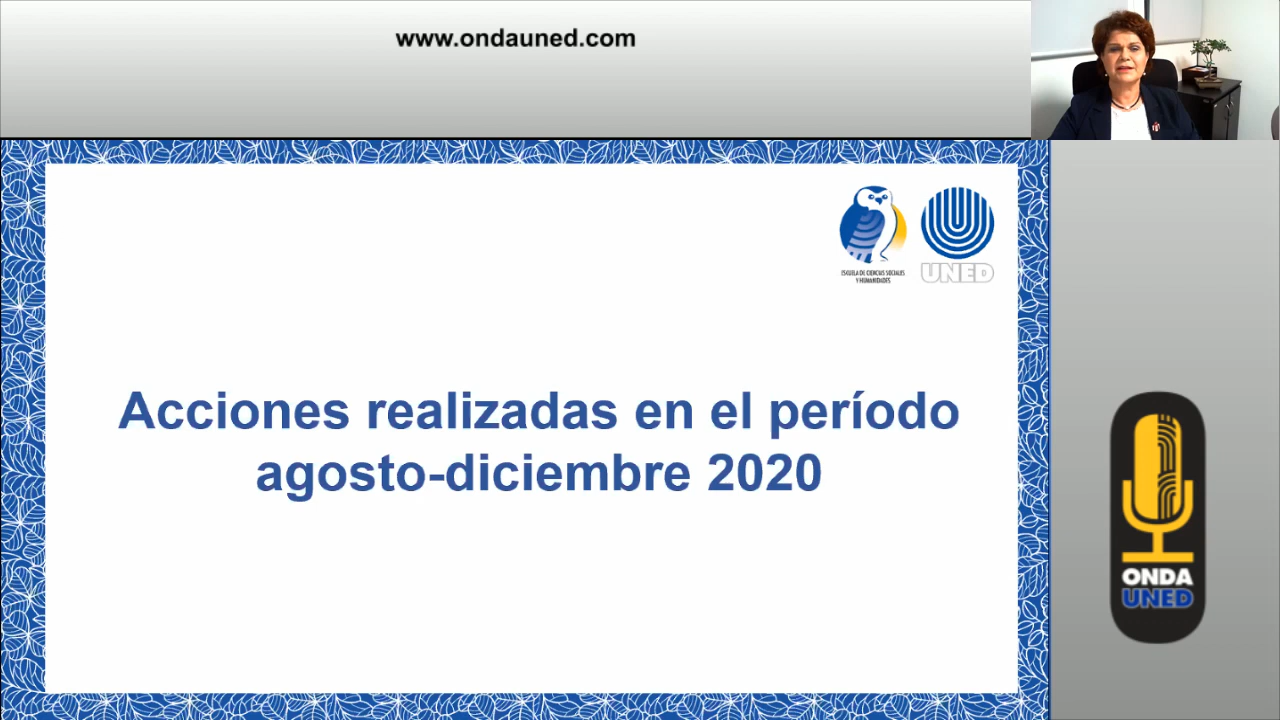 www.ondauned.com
ESCUELA DE CIENCIAS SOCIALES
Y HUMANIDADES
UNED
Acciones realizadas en el período
agosto-diciembre 2020
ONDA
UNED